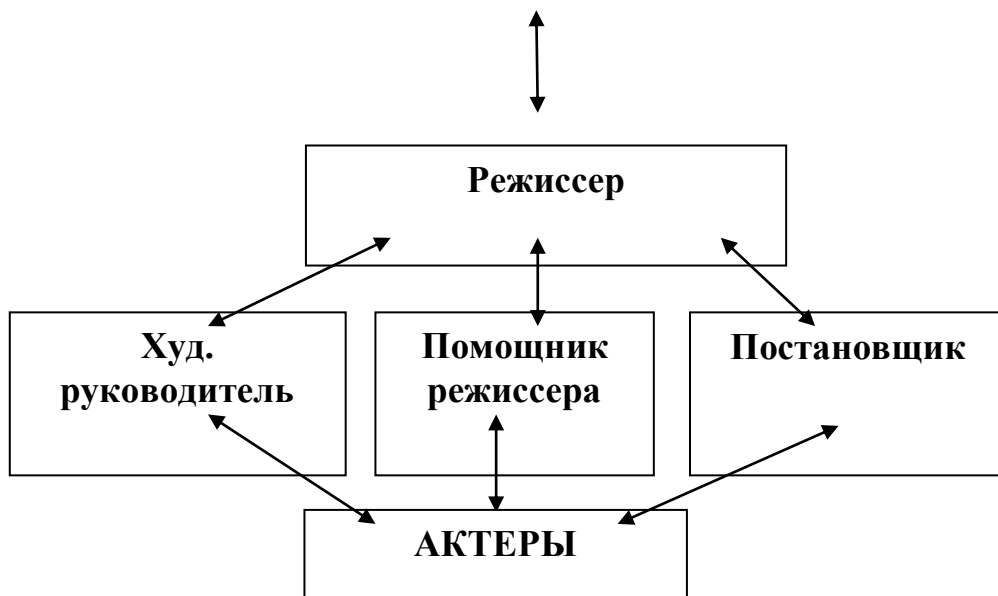 Режиссер
Худ.
руководитель
Помощник
режиссера
Постановщик
АКТЕРЫ